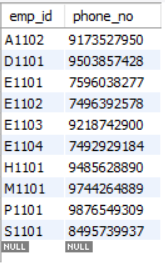 emp_id phone_no
A1102 9173527950
D1101 9503857428
E1101 7596038277
E1102 7496392578
E1103 9218742900
E1104 7492929184
H1101 9485628890
M1101 9744264889
P1101 9876549309
S1101 8495739937
NULL NULL